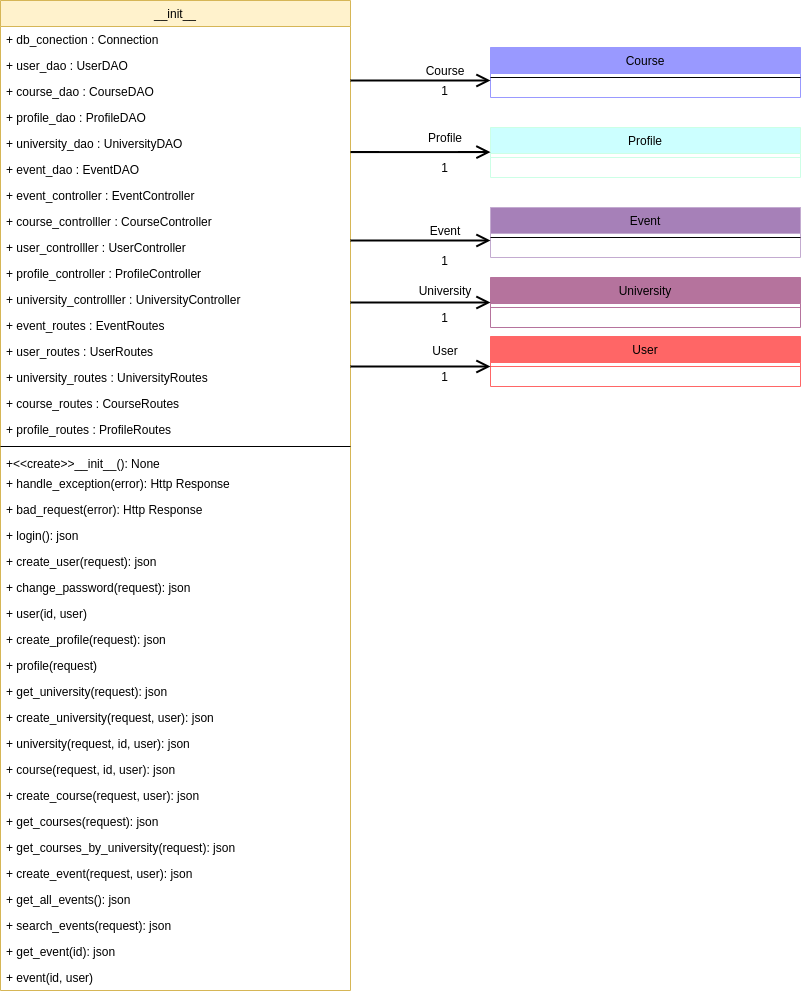 __init__
+ db_conection : Connection
+ user_dao : UserDAO
+ course_dao : CourseDAO
+ profile_dao : ProfileDAO
+ university_dao : UniversityDAO
+ event_dao : EventDAO
+ event_controller : EventController
+ course_controlller : CourseController
+ user_controlller : UserController
+ profile_controller : ProfileController
+ university_controlller : UniversityController
+ event_routes : EventRoutes
+ user_routes : UserRoutes
+ university_routes : UniversityRoutes
+ course_routes : CourseRoutes
+ profile_routes : ProfileRoutes
+<<create>>__init__(): None
+ handle_exception(error): Http Response
+ bad_request(error): Http Response
+ login(): json
+ create_user(request): json
+ change_password(request): json
+ user(id, user)
+ create_profile(request): json
+ profile(request)
+ get_university(request): json
+ create_university(request, user): json
+ university(request, id, user): json
+ course(request, id, user): json
+ create_course(request, user): json
+ get_courses(request): json
+ get_courses_by_university(request): json
+ create_event(request, user): json
+ get_all_events(): json
+ search_events(request): json
+ get_event(id): json
+ event(id, user)
Course
1
Course
Profile
1
Profile
Event
1
Event
University
1
University
User
1
User